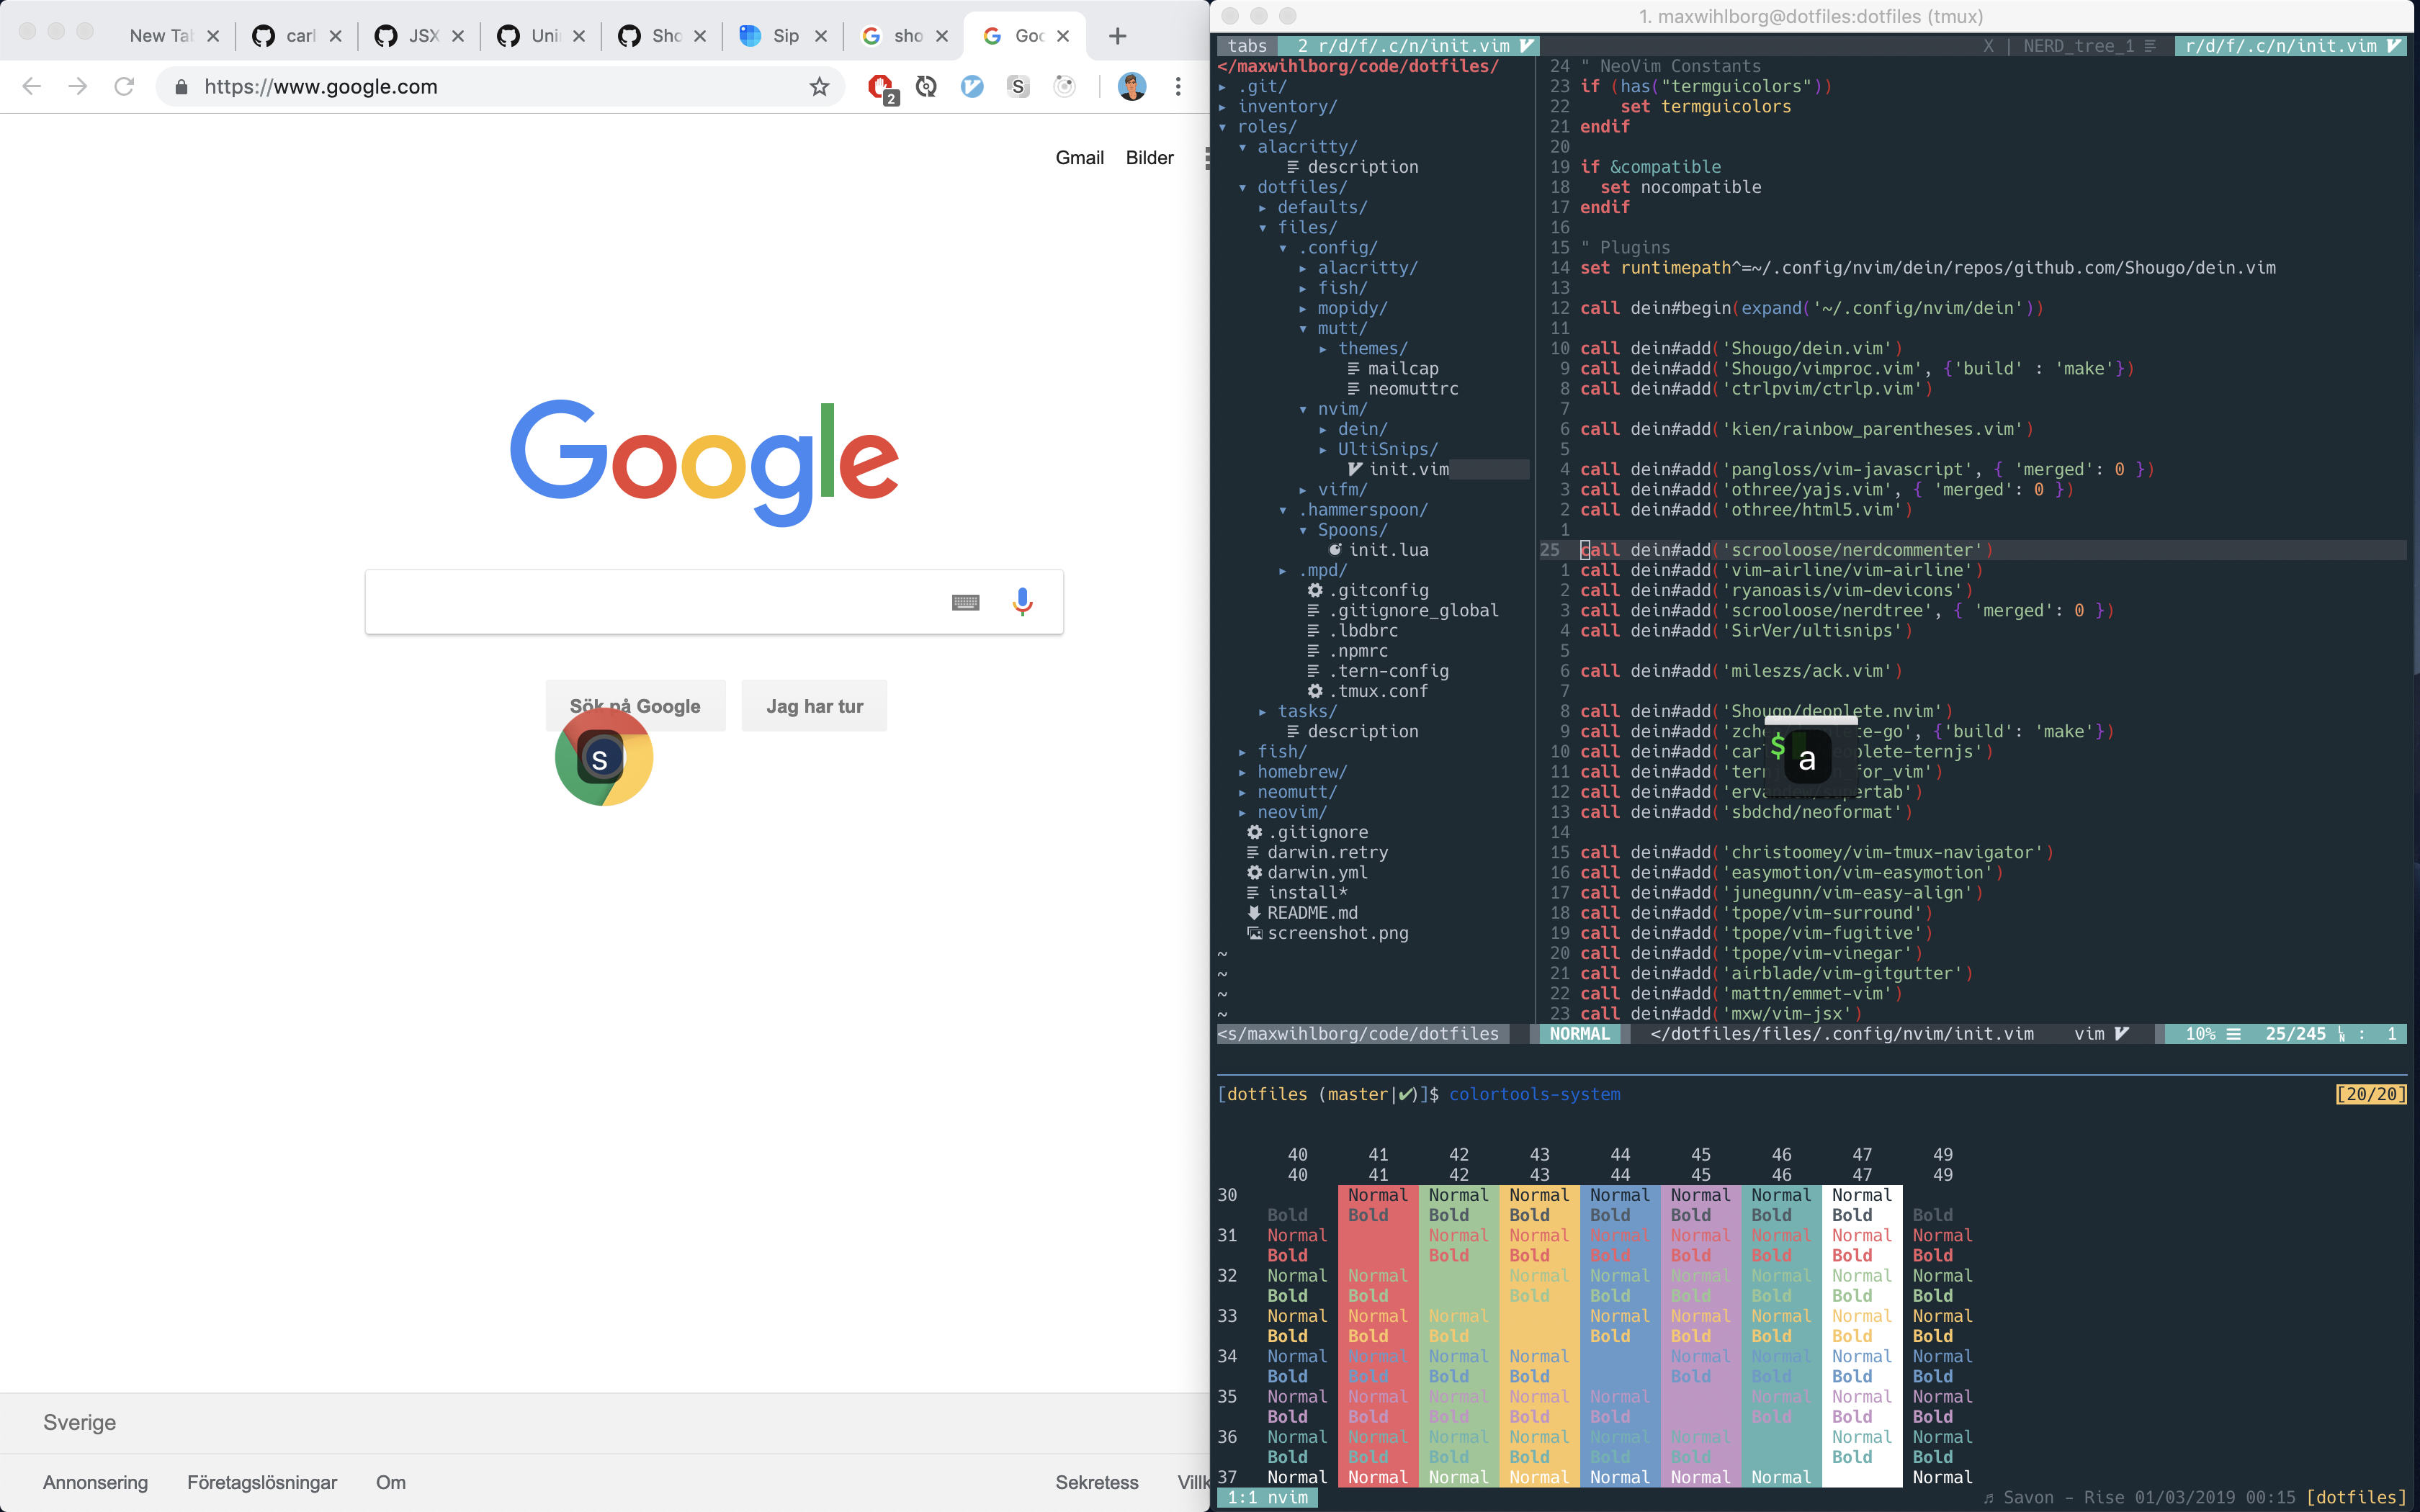 New Ta
carl
JSX
Uni
Sho
Sip
sho
Goo
https://www.google.com
2
S
Gmail Bilder
Google
Sök på Google
Jag har tur
s
Sverige
Annonsering Företagslösningar Om
Sekretess Villk
1. maxwihlborg@dotfiles:dotfiles (tmux)
tabs 2 r/d/f/.c/n/init.vim X | NERD_tree_1 r/d/f/.c/n/init.vim
</maxwihlborg/code/dotfiles/
▸ .git/
▸ inventory/
▾ roles/
▾ alacritty/
description
▾ dotfiles/
▸ defaults/
▾ files/
▾ .config/
▸ alacritty/
▸ fish/
▸ mopidy/
▾ mutt/
▸ themes/
mailcap
neomuttrc
▾ nvim/
▸ dein/
▸ UltiSnips/
init.vim
▸ vifm/
▾ .hammerspoon/
▾ Spoons/
init.lua
▸ .mpd/
.gitconfig
.gitignore_global
.lbdbrc
.npmrc
.tern-config
.tmux.conf
▸ tasks/
description
▸ fish/
▸ homebrew/
▸ neomutt/
▸ neovim/
.gitignore
darwin.retry
darwin.yml
install*
README.md
screenshot.png
~
~
~
~
<s/maxwihlborg/code/dotfiles
24 " NeoVim Constants
23 if (has("termguicolors"))
22 set termguicolors
21 endif
20
19 if &compatible
18 set nocompatible
17 endif
16
15 " Plugins
14 set runtimepath^=~/.config/nvim/dein/repos/github.com/Shougo/dein.vim
13
12 call dein#begin(expand('~/.config/nvim/dein'))
11
10 call dein#add('Shougo/dein.vim')
9 call dein#add('Shougo/vimproc.vim', {'build' : 'make'})
8 call dein#add('ctrlpvim/ctrlp.vim')
7
6 call dein#add('kien/rainbow_parentheses.vim')
5
4 call dein#add('pangloss/vim-javascript', { 'merged': 0 })
3 call dein#add('othree/yajs.vim', { 'merged': 0 })
2 call dein#add('othree/html5.vim')
1
25 call dein#add('scrooloose/nerdcommenter')
1 call dein#add('vim-airline/vim-airline')
2 call dein#add('ryanoasis/vim-devicons')
3 call dein#add('scrooloose/nerdtree', { 'merged': 0 })
4 call dein#add('SirVer/ultisnips')
5
6 call dein#add('mileszs/ack.vim')
7
8 call dein#add('Shougo/deoplete.nvim')
9 call dein#add('zch ete-go', {'build': 'make'})
10 call dein#add('carl plete-ternjs')
11 call dein#add('tern _for_vim')
12 call dein#add('ervandew/supertab')
13 call dein#add('sbdchd/neoformat')
14
15 call dein#add('christoomey/vim-tmux-navigator')
16 call dein#add('easymotion/vim-easymotion')
17 call dein#add('junegunn/vim-easy-align')
18 call dein#add('tpope/vim-surround')
19 call dein#add('tpope/vim-fugitive')
20 call dein#add('tpope/vim-vinegar')
21 call dein#add('airblade/vim-gitgutter')
22 call dein#add('mattn/emmet-vim')
23 call dein#add('mxw/vim-jsx')
$ a
NORMAL </dotfiles/files/.config/nvim/init.vim vim 10% ☰ 25/245 : 1
[dotfiles (master|✔)]$ colortools-system [20/20]
40 41 42 43 44 45 46 47 49
40 41 42 43 44 45 46 47 49
30 Normal Normal Normal Normal Normal Normal Normal
Bold Bold Bold Bold Bold Bold Bold Bold Bold
31 Normal Normal Normal Normal Normal Normal Normal Normal
Bold Bold Bold Bold Bold Bold Bold Bold
32 Normal Normal Normal Normal Normal Normal Normal Normal
Bold Bold Bold Bold Bold Bold Bold Bold
33 Normal Normal Normal Normal Normal Normal Normal Normal
Bold Bold Bold Bold Bold Bold Bold Bold
34 Normal Normal Normal Normal Normal Normal Normal Normal
Bold Bold Bold Bold Bold Bold Bold Bold
35 Normal Normal Normal Normal Normal Normal Normal Normal
Bold Bold Bold Bold Bold Bold Bold Bold
36 Normal Normal Normal Normal Normal Normal Normal Normal
Bold Bold Bold Bold Bold Bold Bold Bold
37 Normal Normal Normal Normal Normal Normal Normal Normal
1:1 nvim ♬ Savon - Rise 01/03/2019 00:15 [dotfiles]